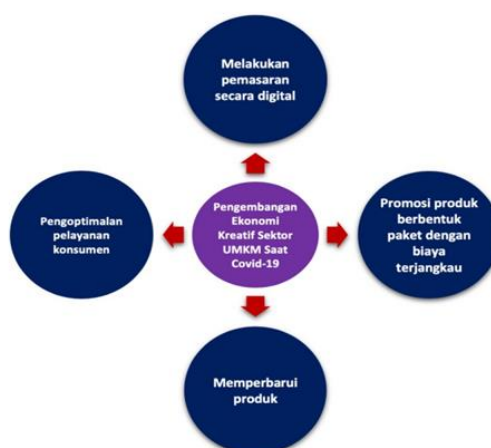 Melakukan
pemasaran
secara digital
Pengoptimalan
pelayanan
konsumen
Pengembangan
Ekonomi
Kreatif Sektor
UMKM Saat
Covid-19
Promosi produk
berbentuk
paket dengan
biaya
terjangkau
Memperbarui
produk